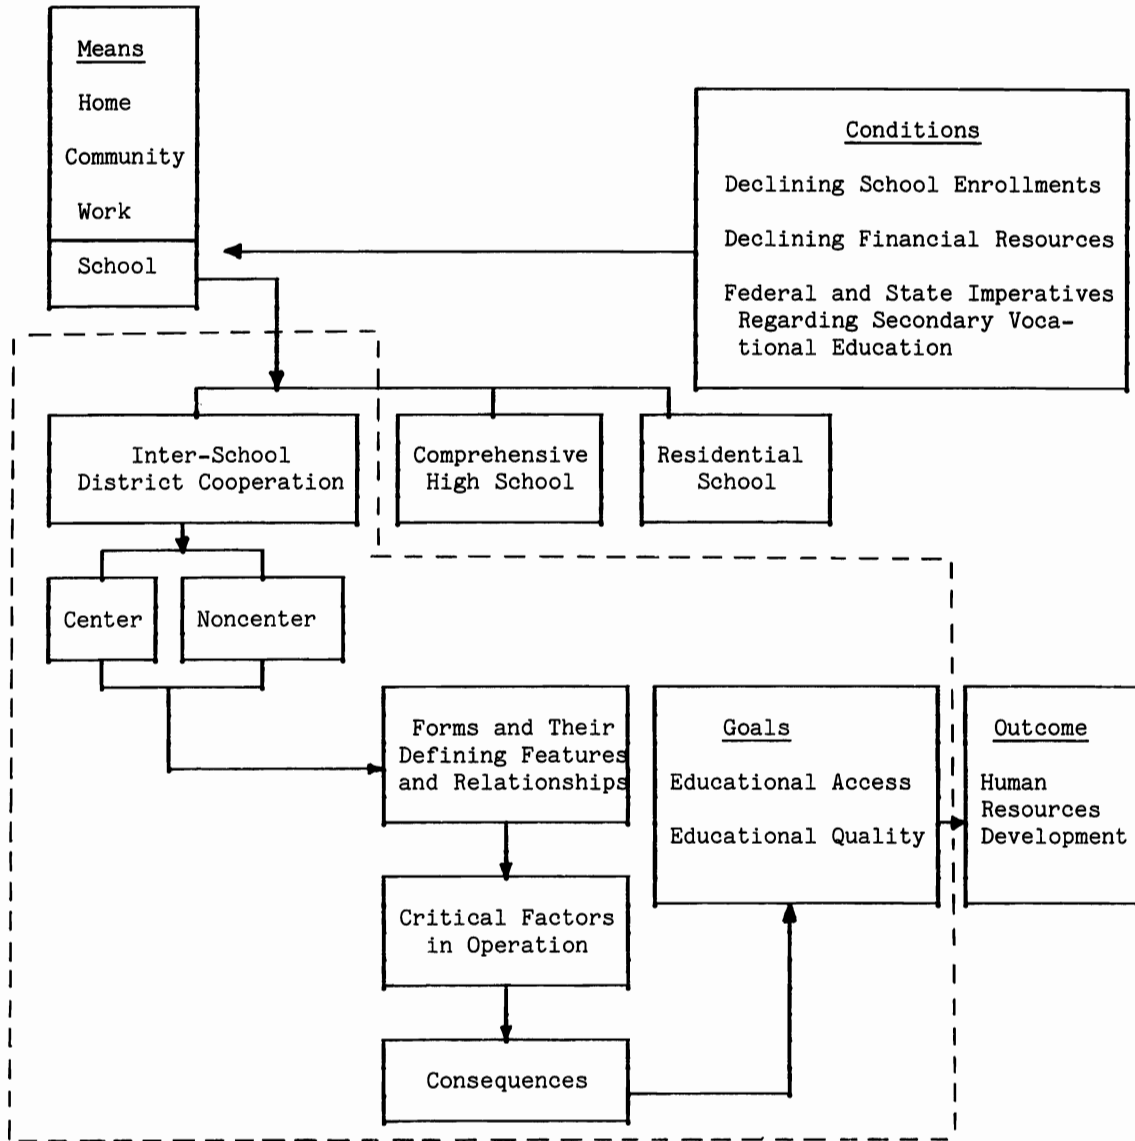 Means
Home
Community
Work
School
Conditions
Declining School Enrollments
Declining Financial Resources
Federal and State Imperatives
Regarding Secondary Voca-
tional Education
Inter-School
District Cooperation
Comprehensive
High School
Residential
School
Center
Noncenter
Forms and Their
Defining Features
and Relationships
Goals
Educational Access
Educational Quality
Outcome
Human
Resources
Development
Critical Factors
in Operation
Consequences